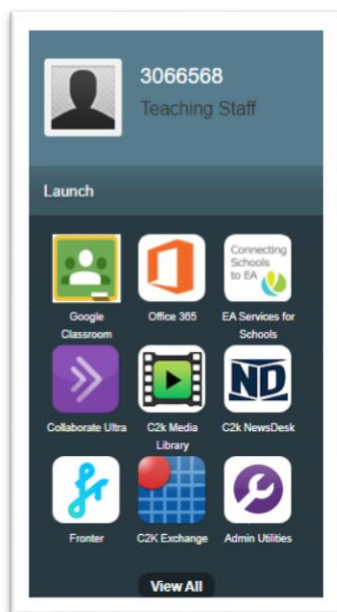 3066568
Teaching Staff
Launch
Connecting
Schools
to EA
Google
Classroom
Office 365
EA Services for
Schools
ND
Collaborate Ultra
C2k Media
Library
C2k NewsDesk
fr
Fronter
C2K Exchange
Admin Utilities
View All